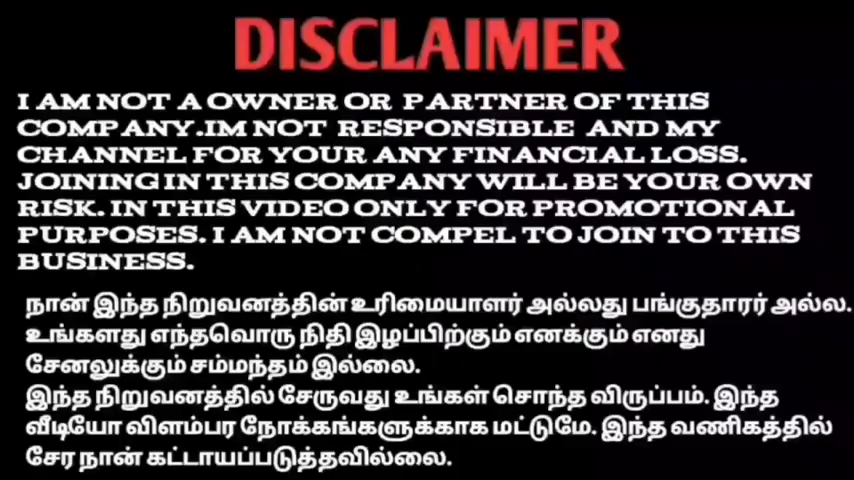 DISCLAIMER
I AM NOT A OWNER OR PARTNER OF THIS
COMPANY.IM NOT RESPONSIBLE AND MY
CHANNEL FOR YOUR ANY FINANCIAL LOSS.
JOINING IN THIS COMPANY WILL BE YOUR OWN
RISK. IN THIS VIDEO ONLY FOR PROMOTIONAL
PURPOSES. I AM NOT COMPEL TO JOIN TO THIS
BUSINESS.
நான் இந்த நிறுவனத்தின் உரிமையாளர் அல்லது பங்குதாரர் அல்ல.
உங்களது எந்தவொரு நிதி இழப்பிற்கும் எனக்கும் எனது
சேனலுக்கும் சம்மந்தம் இல்லை.
இந்த நிறுவனத்தில் சேருவது உங்கள் சொந்த விருப்பம். இந்த
வீடியோ விளம்பர நோக்கங்களுக்காக மட்டுமே. இந்த வணிகத்தில்
சேர நான் கட்டாயப்படுத்தவில்லை.